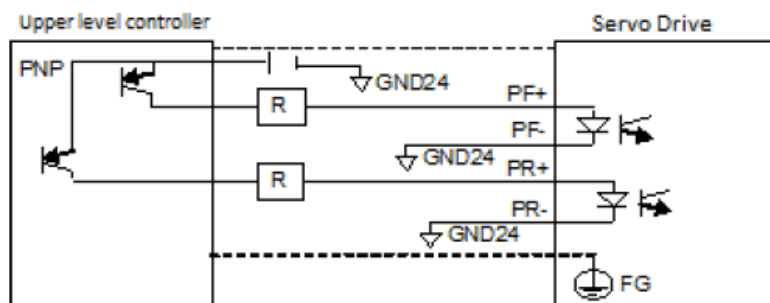 Upper level controller
Servo Drive
PNP
GND24
PF+
R
PF-
GND24
PR+
R
PR-
GND24
FG